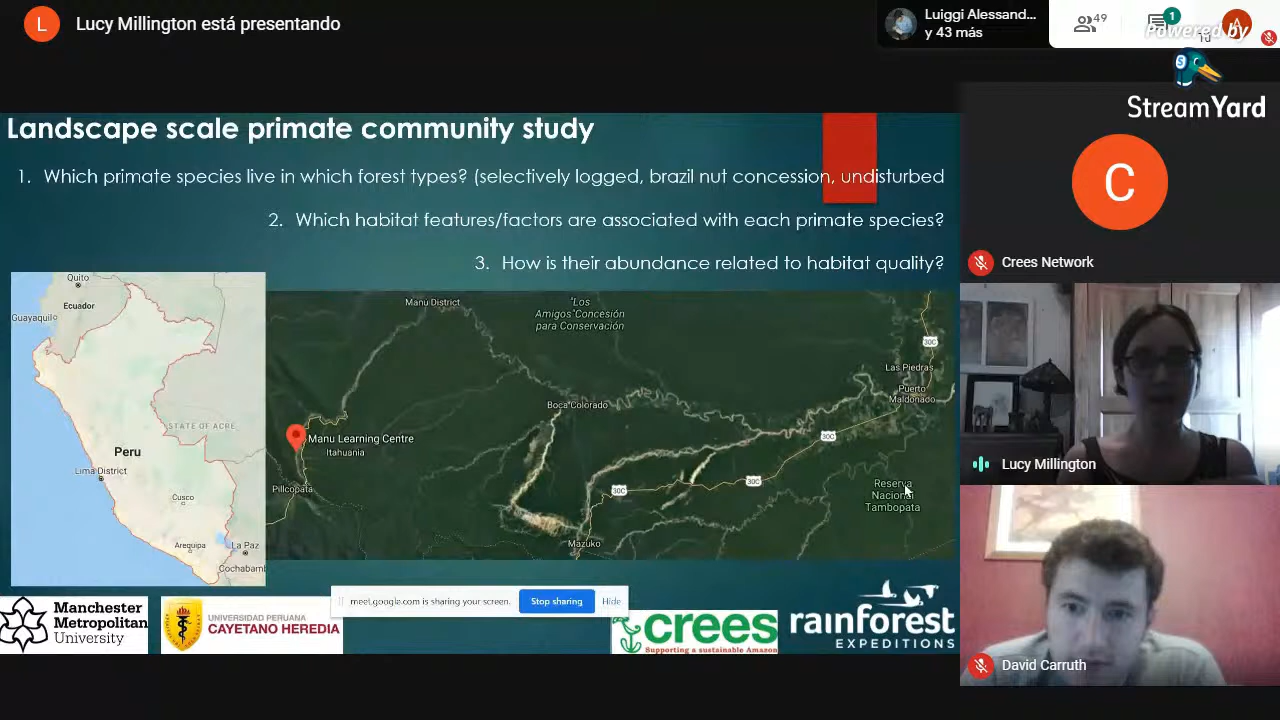 L
Lucy Millington está presentando
Luiggi Alessand...
y 43 más
49
1
A
Powered by
S
StreamYard
Landscape scale primate community study
1. Which primate species live in which forest types? (selectively logged, brazil nut concession, undisturbed
2. Which habitat features/factors are associated with each primate species?
3. How is their abundance related to habitat quality?
Quito
Ecuador
Guayaquil
STATE OF ACRE
Peru
Lima District
Cusco
Arequipa
La Paz
Cochabamb
Manu District
"Los
Amigos"Concesión
para Conservación
30C
Las Piedras
Puerto
Maldonado
Boca Colorado
Manu Learning Centre
Itahuania
30C
Pillcopata
30C
30C
Reserva
Nacional
Tambopata
Mazuko
C
Crees Network
Lucy Millington
David Carruth
meet.google.com is sharing your screen.
Stop sharing
Hide
Manchester
Metropolitan
University
UNIVERSIDAD PERUANA
CAYETANO HEREDIA
crees
Supporting a sustainable Amazon
rainforest
EXPEDITIONS